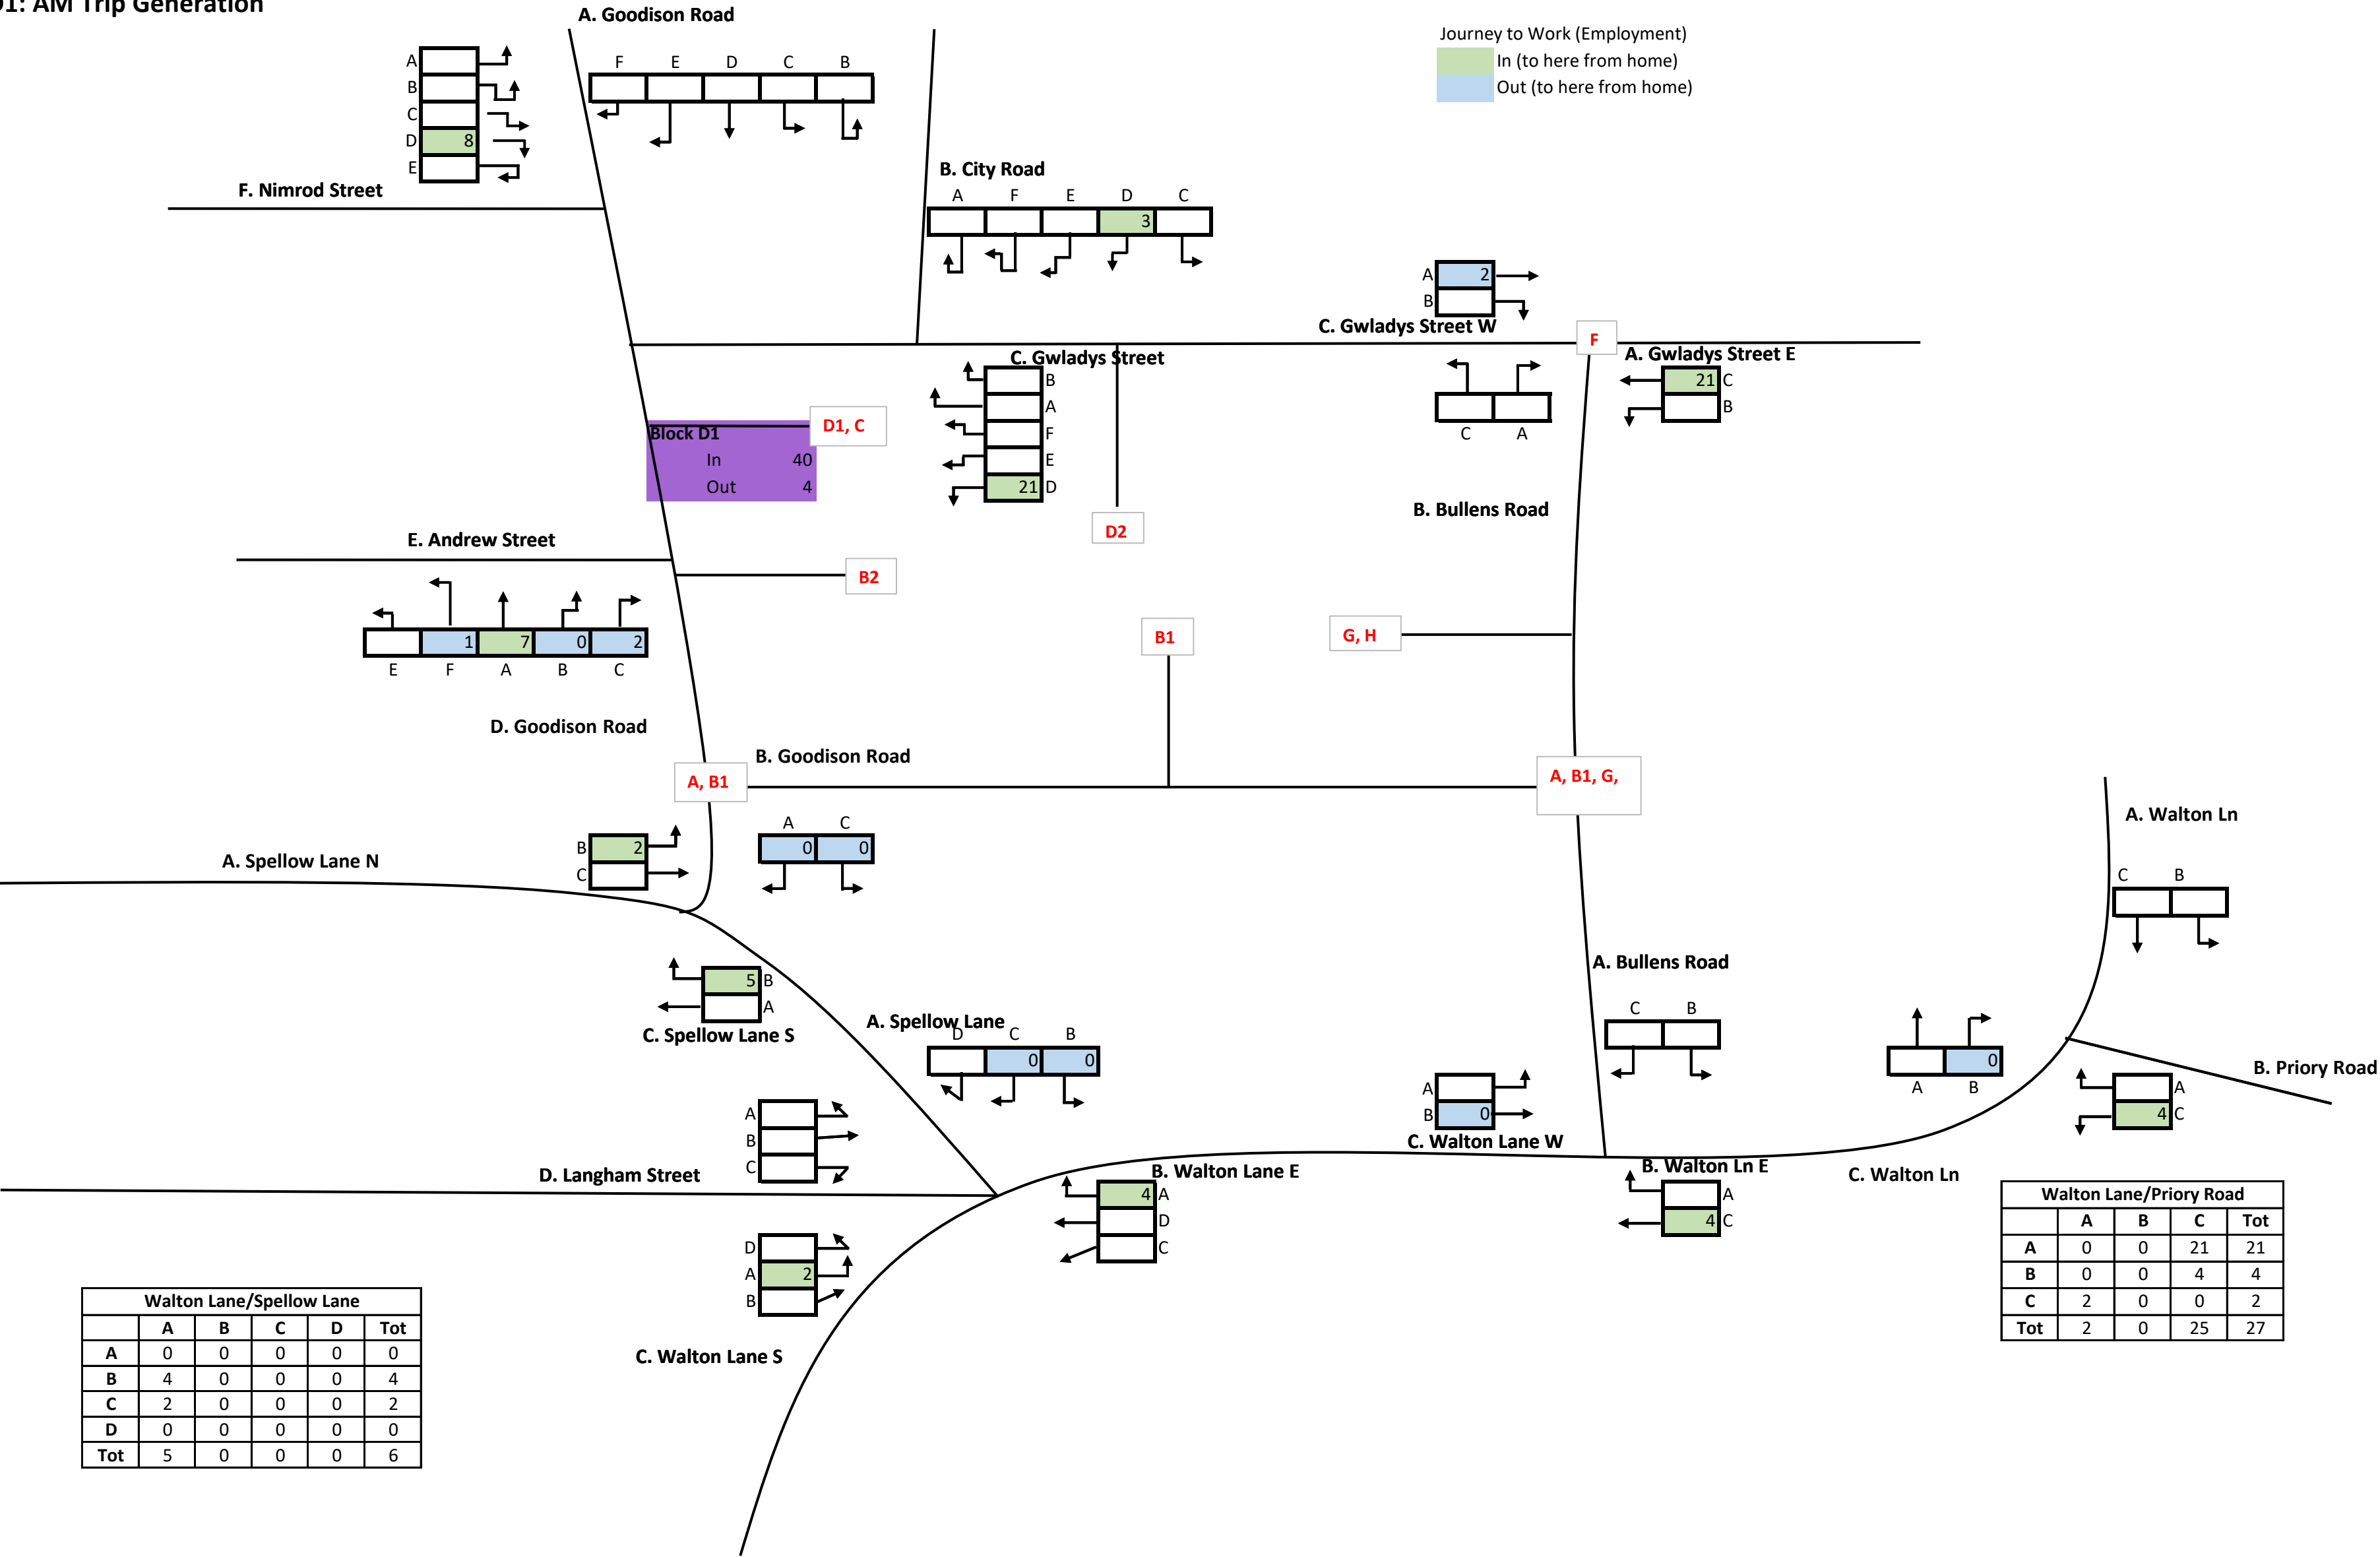 D1: AM Trip Generation
A. Goodison Road
Journey to Work (Employment)
In (to here from home)
Out (to here from home)
F E D C B
A
B
C
D 8
E
F. Nimrod Street
B. City Road
A F E D C
3
A 2
B
C. Gwladys Street W
F
A. Gwladys Street E
C. Gwladys Street
B
A
F
E
21 D
21 C
B
C A
Block D1
In 40
Out 4
D1, C
B. Bullens Road
D2
E. Andrew Street
B2
1 7 0 2
E F A B C
B1
G, H
D. Goodison Road
B. Goodison Road
A, B1
A, B1, G,
A. Walton Ln
A C
0 0
B 2
C
A. Spellow Lane N
C B
A. Bullens Road
5 B
A
C. Spellow Lane S
A. Spellow Lane
D C B
0 0
C B
0
A B
B. Priory Road
A
4 C
A
B 0
C. Walton Lane W
A
B
C
D. Langham Street
B. Walton Lane E
B. Walton Ln E
C. Walton Ln
4 A
D
C
A
4 C
D
A 2
B
C. Walton Lane S
Walton Lane/Priory Road
A B C Tot
A 0 0 21 21
B 0 0 4 4
C 2 0 0 2
Tot 2 0 25 27
Walton Lane/Spellow Lane
A B C D Tot
A 0 0 0 0 0
B 4 0 0 0 4
C 2 0 0 0 2
D 0 0 0 0 0
Tot 5 0 0 0 6